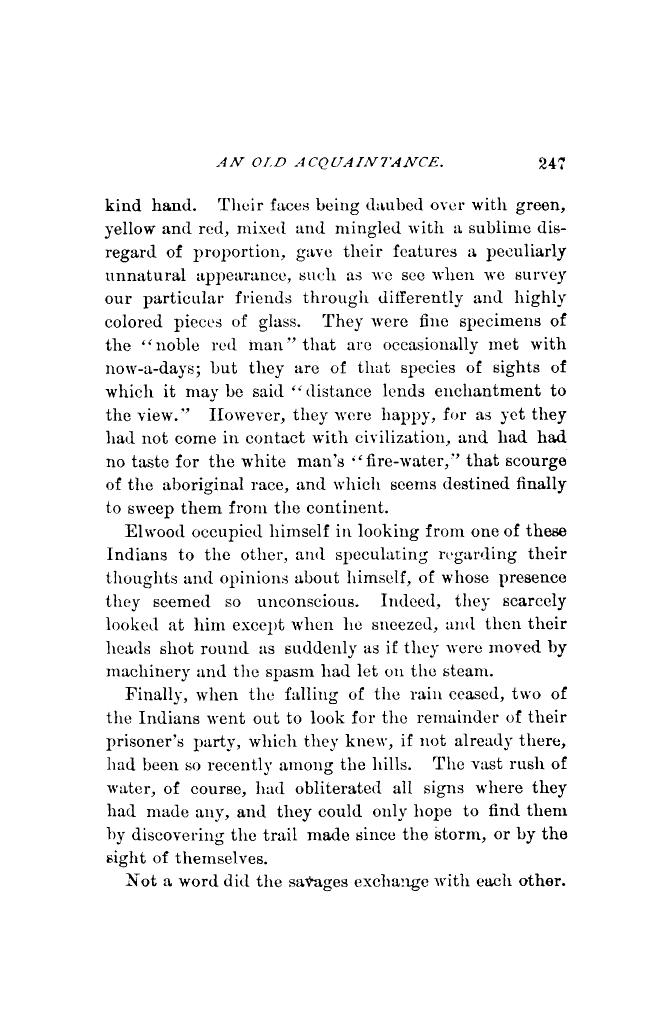 AN OLD ACQUAINTANCE. 247
kind hand. Their faces being daubed over with green,
yellow and red, mixed and mingled with a sublime dis-
regard of proportion, gave their features a peculiarly
unnatural appearance, such as we see when we survey
our particular friends through differently and highly
colored pieces of glass. They were fine specimens of
the “noble red man” that are occasionally met with
now-a-days; but they are of that species of sights of
which it may be said “distance lends enchantment to
the view.” However, they were happy, for as yet they
had not come in contact with civilization, and had had
no taste for the white man's “fire-water,” that scourge
of the aboriginal race, and which seems destined finally
to sweep them from the continent.
Elwood occupied himself in looking from one of these
Indians to the other, and speculating regarding their
thoughts and opinions about himself, of whose presence
they seemed so unconscious. Indeed, they scarcely
looked at him except when he sneezed, and then their
heads shot round as suddenly as if they were moved by
machinery and the spasm had let on the steam.
Finally, when the falling of the rain ceased, two of
the Indians went out to look for the remainder of their
prisoner's party, which they knew, if not already there,
had been so recently among the hills. The vast rush of
water, of course, had obliterated all signs where they
had made any, and they could only hope to find them
by discovering the trail made since the storm, or by the
sight of themselves.
Not a word did the savages exchange with each other.